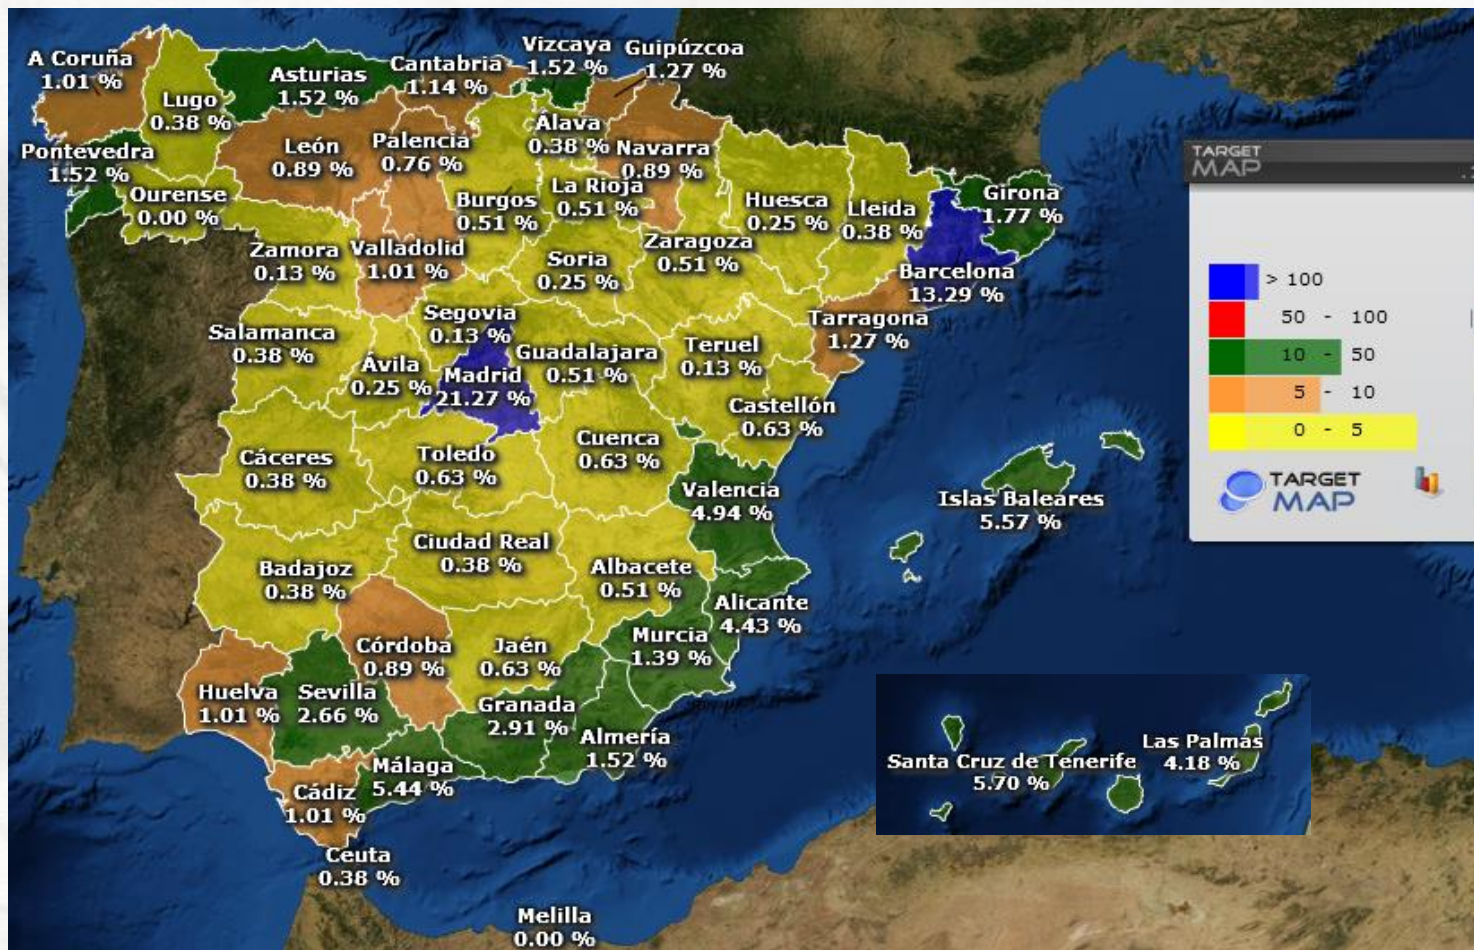 A Coruña
1.01 %
Lugo
0.38 %
Asturias
1.52 %
Cantabria
1.14 %
Vizcaya
1.52 %
Guipúzcoa
1.27 %
Pontevedra
1.52 %
Ourense
0.00 %
León
0.89 %
Palencia
0.76 %
Álava
0.38 %
Navarra
0.89 %
Burgos
0.51 %
La Rioja
0.51 %
Huesca
0.25 %
Lleida
0.38 %
Girona
1.77 %
Zamora
0.13 %
Valladolid
1.01 %
Soria
0.25 %
Zaragoza
0.51 %
Barcelona
13.29 %
Salamanca
0.38 %
Segovia
0.13 %
Ávila
0.25 %
Madrid
21.27 %
Guadalajara
0.51 %
Teruel
0.13 %
Tarragona
1.27 %
Castellón
0.63 %
Cáceres
0.38 %
Toledo
0.63 %
Cuenca
0.63 %
Valencia
4.94 %
Islas Baleares
5.57 %
Badajoz
0.38 %
Ciudad Real
0.38 %
Albacete
0.51 %
Alicante
4.43 %
Murcia
1.39 %
Córdoba
0.89 %
Jaén
0.63 %
Huelva
1.01 %
Sevilla
2.66 %
Granada
2.91 %
Almería
1.52 %
Málaga
5.44 %
Cádiz
1.01 %
Ceuta
0.38 %
Melilla
0.00 %
Santa Cruz de Tenerife
5.70 %
Las Palmas
4.18 %
TARGET
MAP
> 100
50 - 100
10 - 50
5 - 10
0 - 5
TARGET
MAP